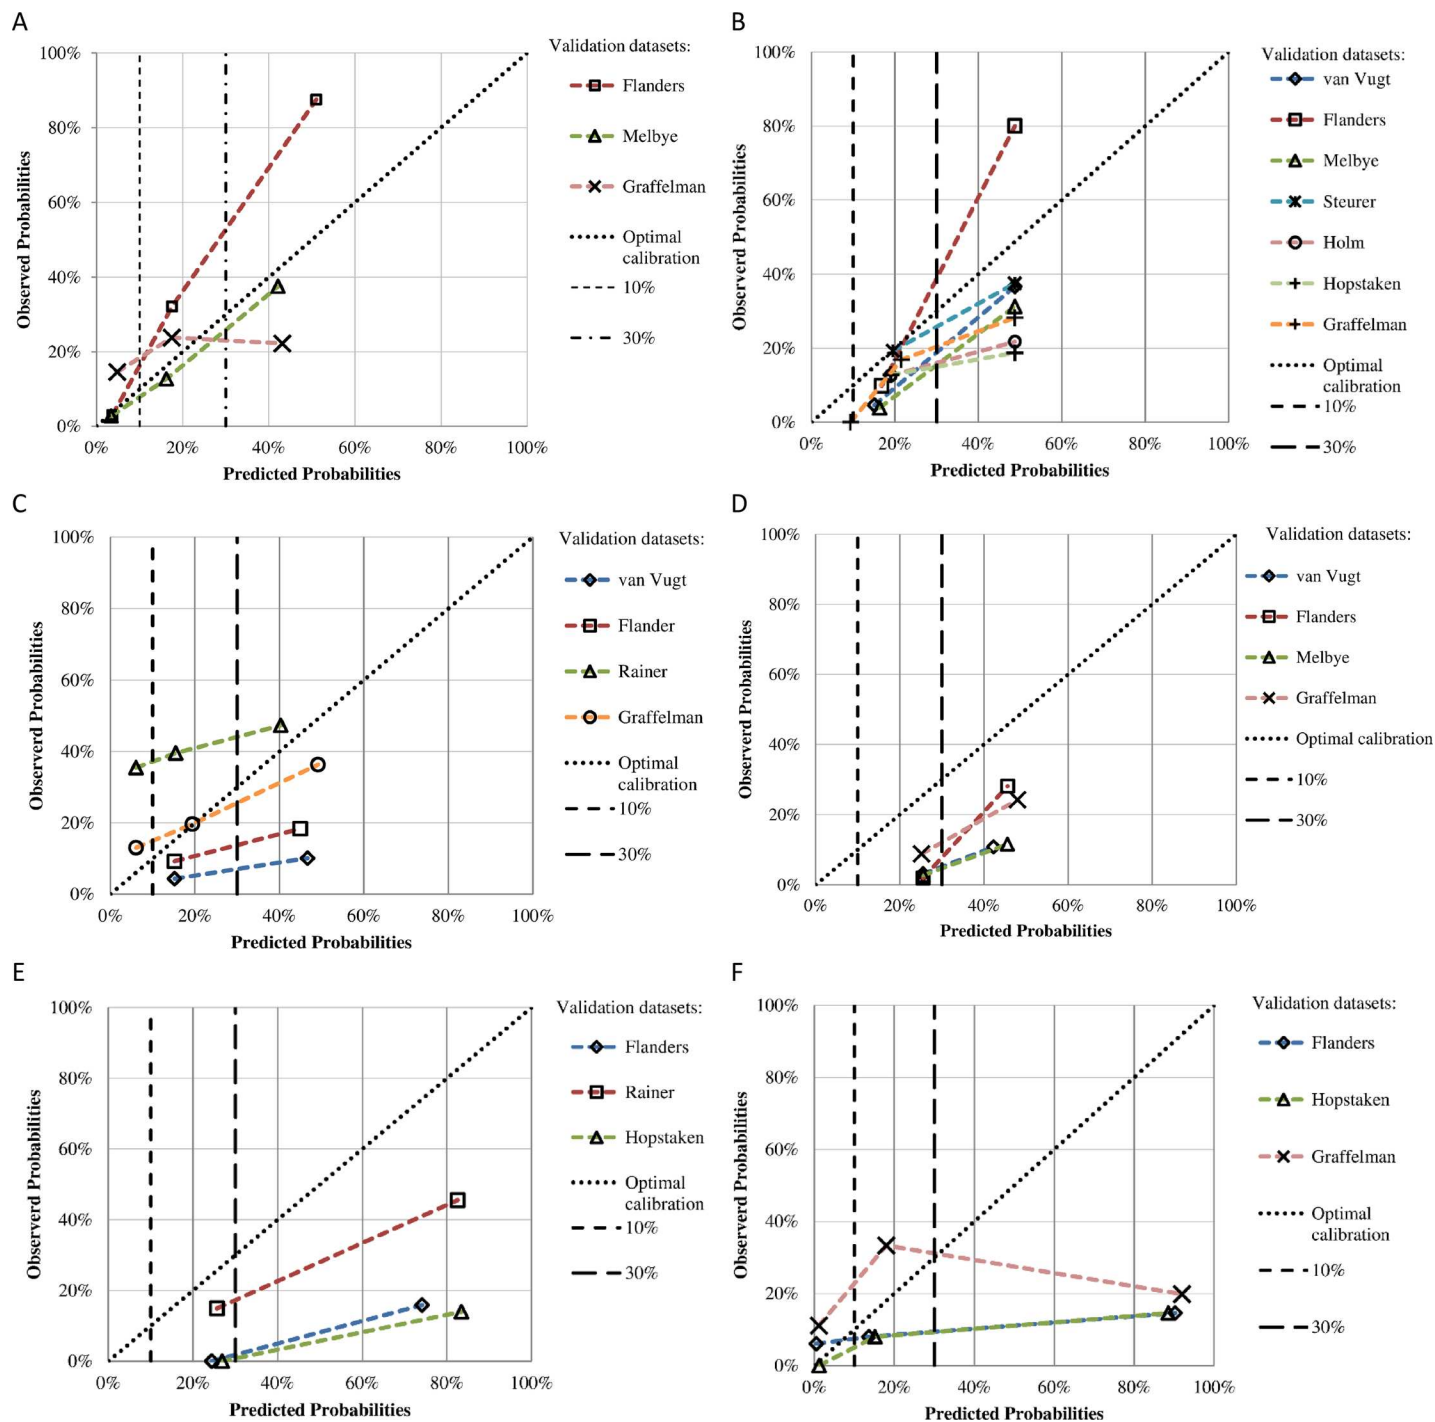 A
100%
80%
60%
40%
20%
0%
0%
20%
40%
60%
80%
100%
Observed Probabilities
Predicted Probabilities
Validation datasets:
Flanders
Melbye
Graffelman
Optimal
calibration
10%
30%
B
100%
80%
60%
40%
20%
0%
0%
20%
40%
60%
80%
100%
Observerd Probabilities
Predicted Probabilities
Validation datasets:
van Vugt
Flanders
Melbye
Steurer
Holm
Hopstaken
Graffelman
Optimal
calibration
10%
30%
C
100%
80%
60%
40%
20%
0%
0%
20%
40%
60%
80%
100%
Observerd Probabilities
Predicted Probabilities
Validation datasets:
van Vugt
Flander
Rainer
Graffelman
Optimal
calibration
10%
30%
D
100%
80%
60%
40%
20%
0%
0%
20%
40%
60%
80%
100%
Observerd Probabilities
Predicted Probabilities
Validation datasets:
van Vugt
Flanders
Melbye
Graffelman
Optimal calibration
10%
30%
E
100%
80%
60%
40%
20%
0%
0%
20%
40%
60%
80%
100%
Observerd Probabilities
Predicted Probabilities
Validation datasets:
Flanders
Rainer
Hopstaken
Optimal
calibration
10%
30%
F
100%
80%
60%
40%
20%
0%
0%
20%
40%
60%
80%
100%
Observerd Probabilities
Predicted Probabilities
Validation datasets:
Flanders
Hopstaken
Graffelman
Optimal
calibration
10%
30%